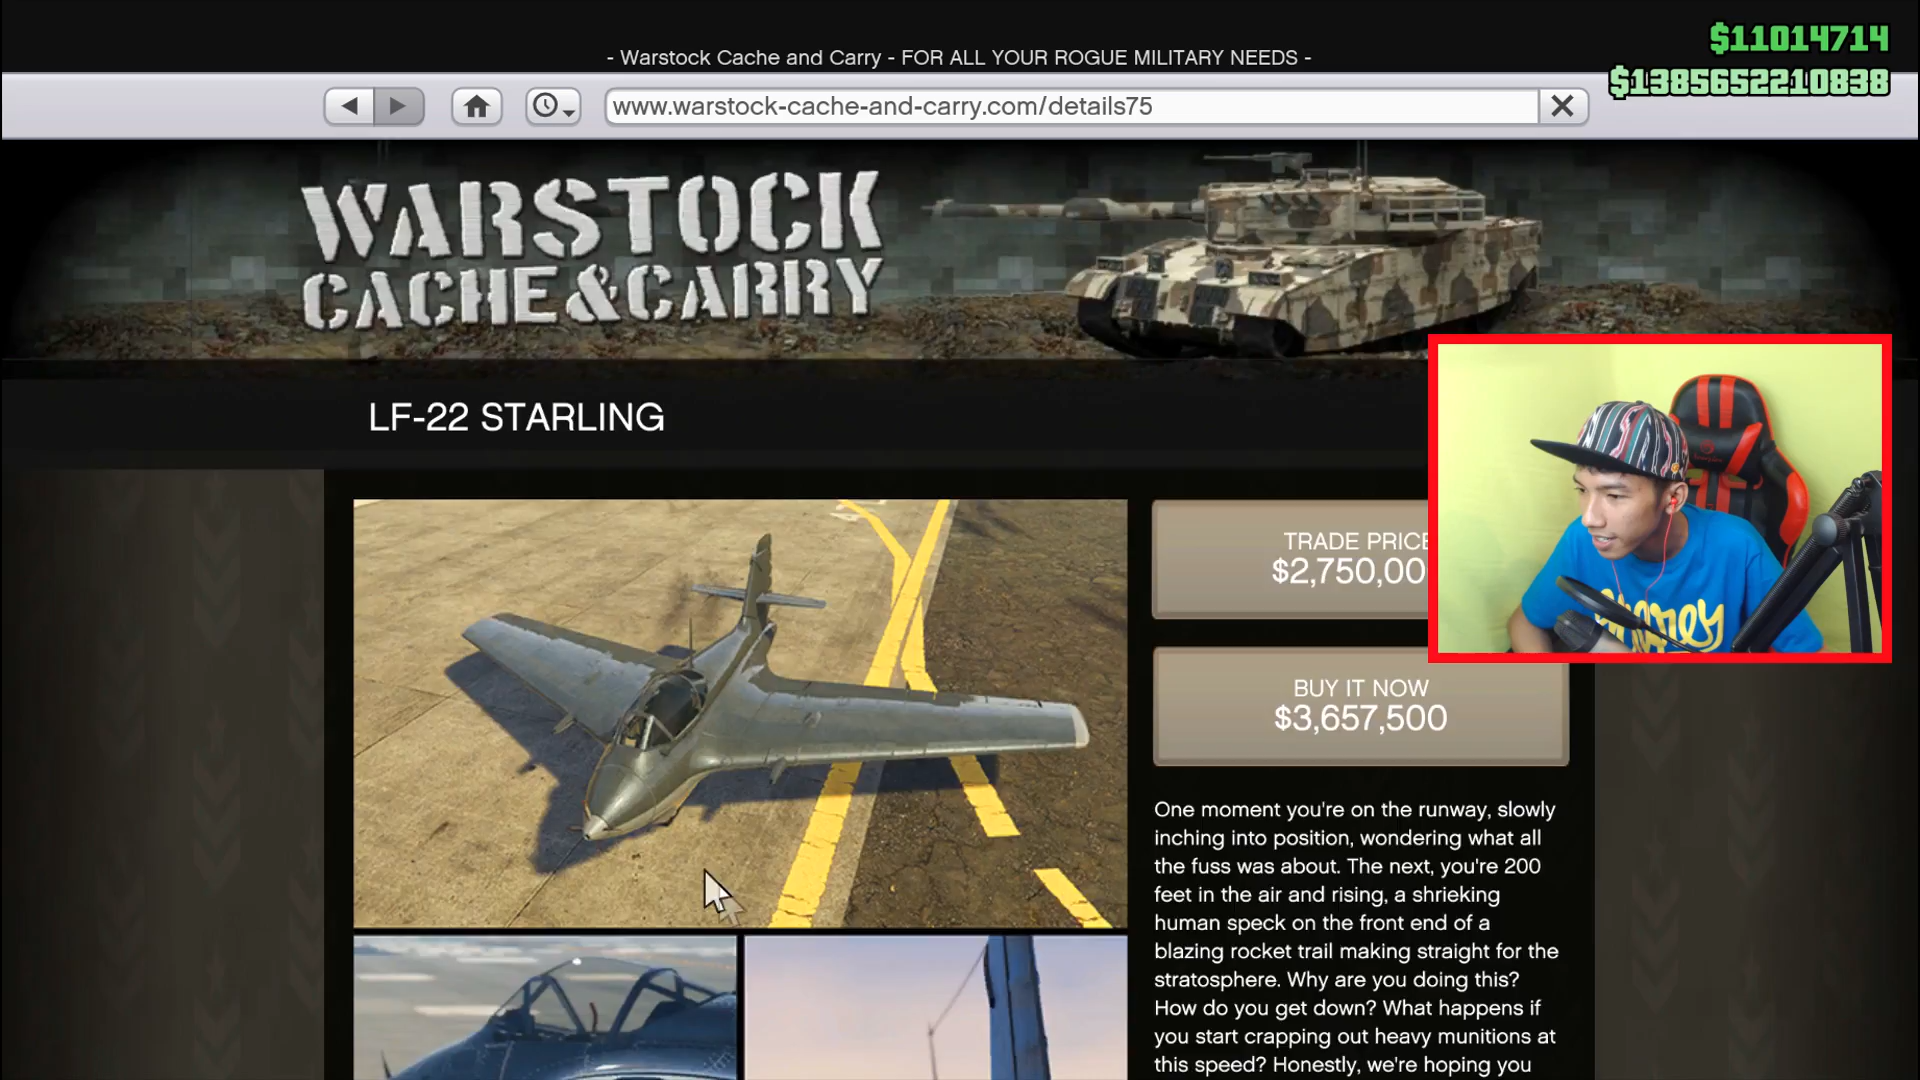 $11014714
- Warstock Cache and Carry - FOR ALL YOUR ROGUE MILITARY NEEDS -
$1385652210838
www.warstock-cache-and-carry.com/details75
WARSTOCK
CACHE & CARRY
LF-22 STARLING
TRADE PRICE
$2,750,00
BUY IT NOW
$3,657,500
One moment you're on the runway, slowly
inching into position, wondering what all
the fuss was about. The next, you're 200
feet in the air and rising, a shrieking
human speck on the front end of a
blazing rocket trail making straight for the
stratosphere. Why are you doing this?
How do you get down? What happens if
you start crapping out heavy munitions at
this speed? Honestly, we're hoping you